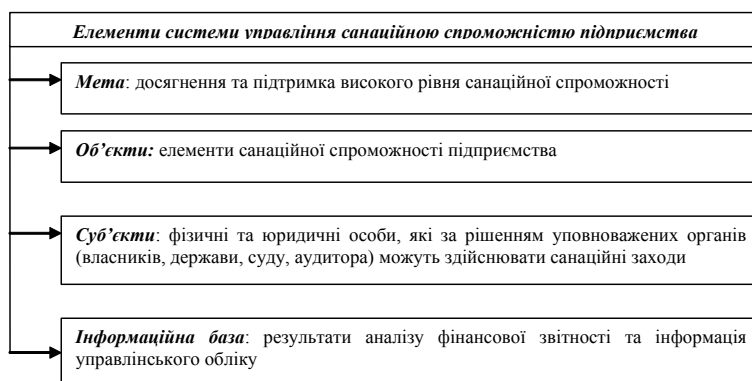 Елементи системи управління санаційною спроможністю підприємства
Мета: досягнення та підтримка високого рівня санаційної спроможності
Об’єкти: елементи санаційної спроможності підприємства
Суб’єкти: фізичні та юридичні особи, які за рішенням уповноважених органів
(власників, держави, суду, аудитора) можуть здійснювати санаційні заходи
Інформаційна база: результати аналізу фінансової звітності та інформація
управлінського обліку